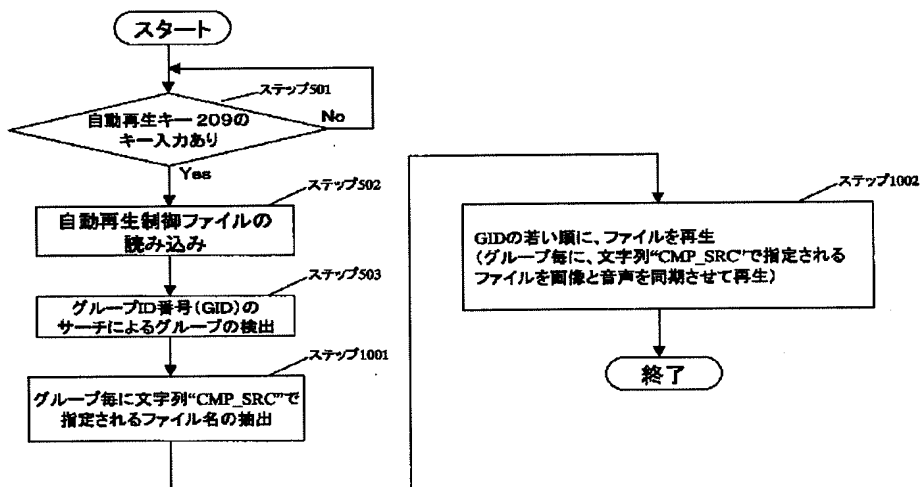 スタート
ステップ501
自動再生キー209の
キー入力あり
No
Yes
ステップ502
自動再生制御ファイルの
読み込み
ステップ503
グループID番号(GID)の
サーチによるグループの検出
ステップ1001
グループ毎に文字列“CMP_SRC”で
指定されるファイル名の抽出
ステップ1002
GIDの若い順に、ファイルを再生
(グループ毎に、文字列“CMP_SRC”で指定される
ファイルを画像と音声を同期させて再生)
終了